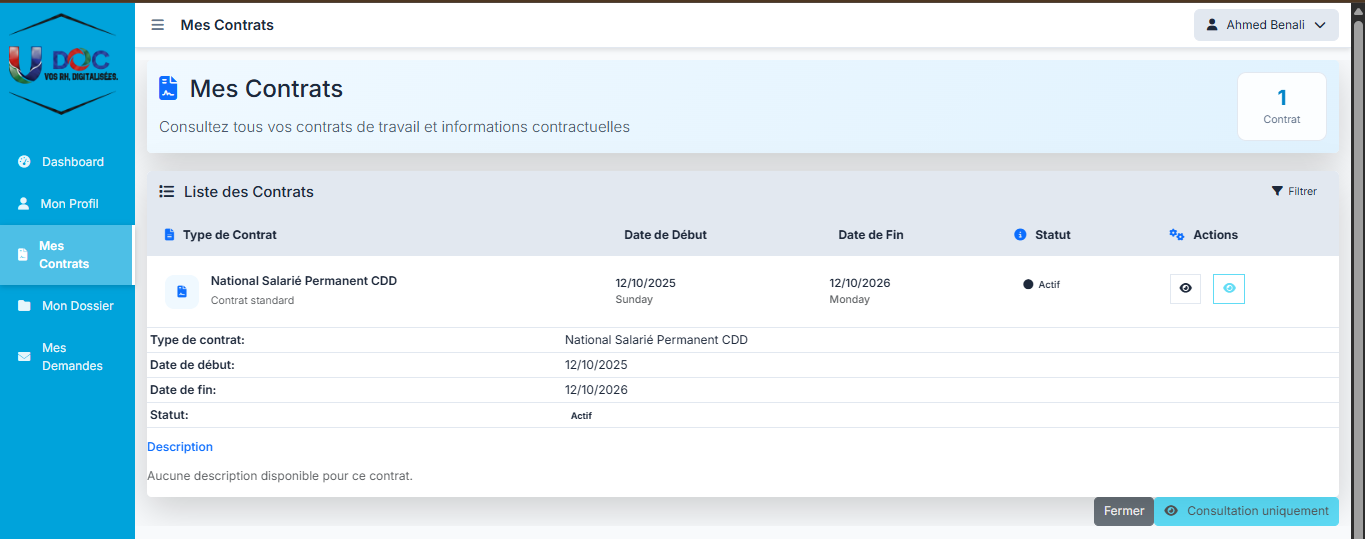 U DOC
VOS RH, DIGITALISÉES.
Mes Contrats
Ahmed Benali
Dashboard
Mon Profil
Mes
Contrats
Mon Dossier
Mes
Demandes
Mes Contrats
Consultez tous vos contrats de travail et informations contractuelles
1
Contrat
Liste des Contrats
Filtrer
Type de Contrat Date de Début Date de Fin Statut Actions
National Salarié Permanent CDD 12/10/2025 12/10/2026 Actif
Contrat standard Sunday Monday
Type de contrat: National Salarié Permanent CDD
Date de début: 12/10/2025
Date de fin: 12/10/2026
Statut: Actif
Description
Aucune description disponible pour ce contrat.
Fermer Consultation uniquement